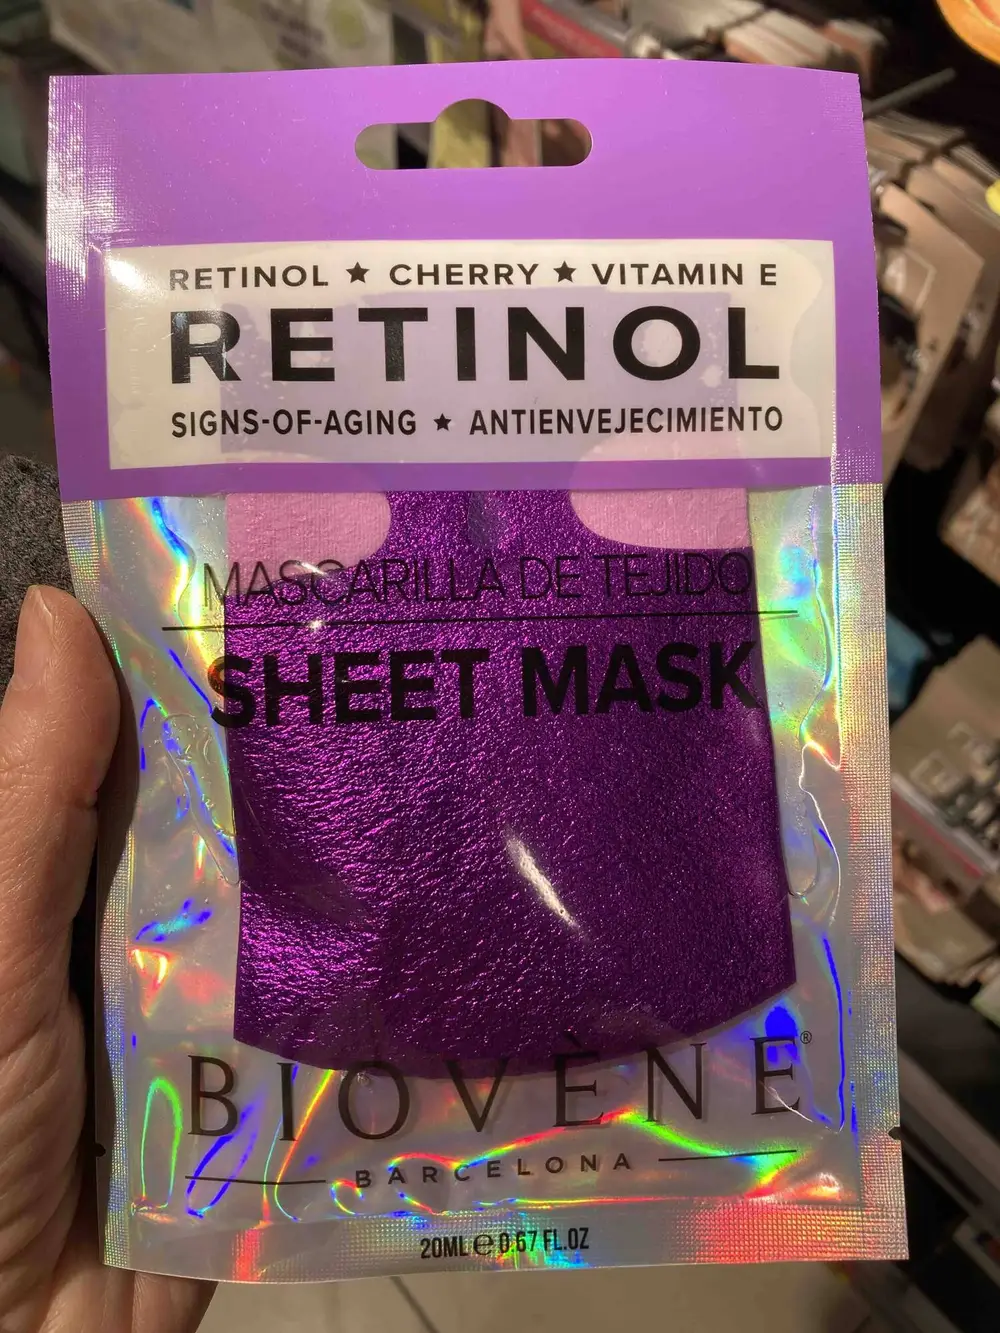 RETINOL ★ CHERRY ★ VITAMIN E
RETINOL
SIGNS-OF-AGING ★ ANTIENVEJECIMIENTO
MASCARILLA DE TEJIDO
SHEET MASK
BIOVÈNE®
BARCELONA
20ML e 0.67 FL.OZ